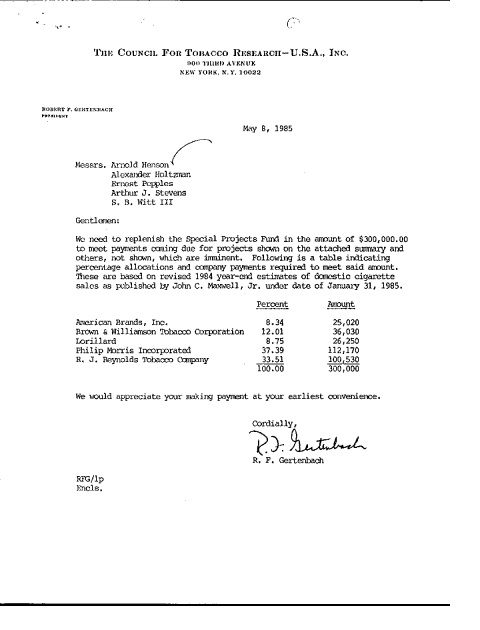 THE COUNCIL FOR TOBACCO RESEARCH—U.S.A., INC.
900 THIRD AVENUE
NEW YORK, N.Y. 10022
ROBERT F. GERTENBACH
PRESIDENT
May 8, 1985
Messrs. Arnold Henson
Alexander Holtzman
Ernest Pepples
Arthur J. Stevens
S. B. Witt III
Gentlemen:
We need to replenish the Special Projects Fund in the amount of $300,000.00
to meet payments coming due for projects shown on the attached summary and
others, not shown, which are imminent. Following is a table indicating
percentage allocations and company payments required to meet said amount.
These are based on revised 1984 year-end estimates of domestic cigarette
sales as published by John C. Maxwell, Jr. under date of January 31, 1985.
Percent Amount
American Brands, Inc. 8.34 25,020
Brown & Williamson Tobacco Corporation 12.01 36,030
Lorillard 8.75 26,250
Philip Morris Incorporated 37.39 112,170
R. J. Reynolds Tobacco Company 33.51 100,530
100.00 300,000
We would appreciate your making payment at your earliest convenience.
Cordially,
R. F. Gertenbach
R. F. Gertenbach
RFG/lp
Encls.